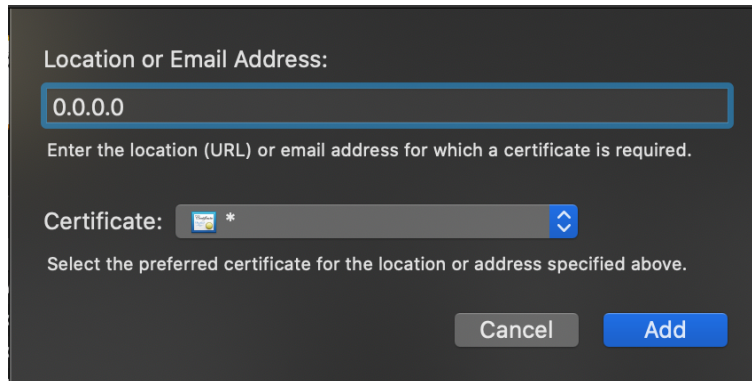 Location or Email Address:
0.0.0.0
Enter the location (URL) or email address for which a certificate is required.
Certificate: *
Select the preferred certificate for the location or address specified above.
Cancel Add